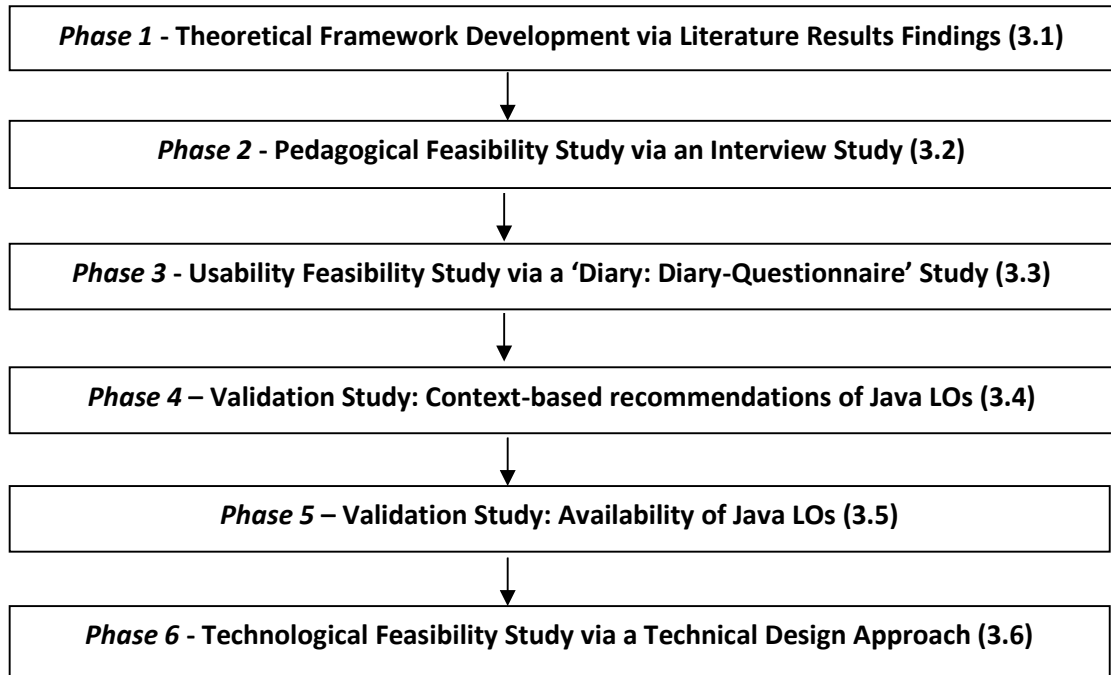 Phase 1 - Theoretical Framework Development via Literature Results Findings (3.1)
Phase 2 - Pedagogical Feasibility Study via an Interview Study (3.2)
Phase 3 - Usability Feasibility Study via a ‘Diary: Diary-Questionnaire’ Study (3.3)
Phase 4 – Validation Study: Context-based recommendations of Java LOs (3.4)
Phase 5 – Validation Study: Availability of Java LOs (3.5)
Phase 6 - Technological Feasibility Study via a Technical Design Approach (3.6)